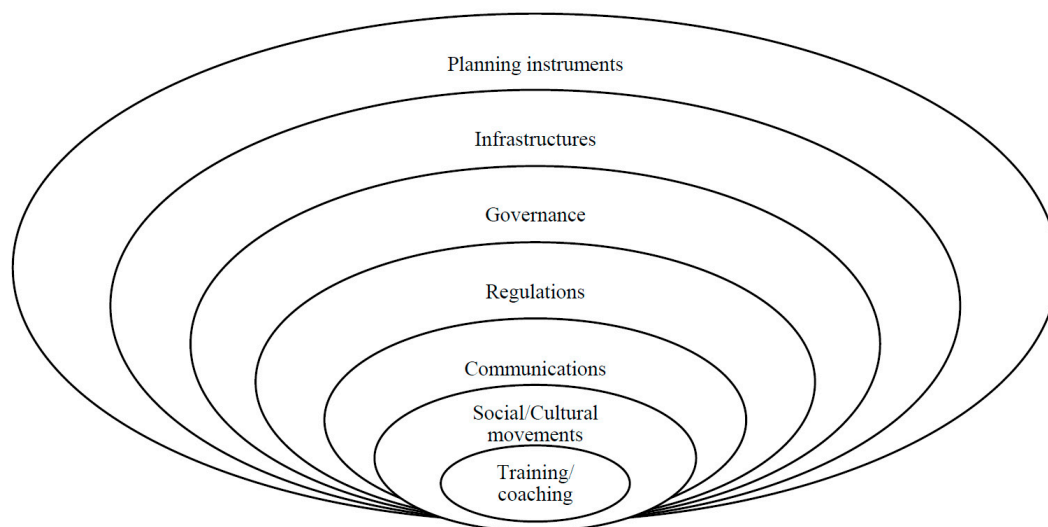 Planning instruments
Infrastructures
Governance
Regulations
Communications
Social/Cultural
movements
Training/
coaching